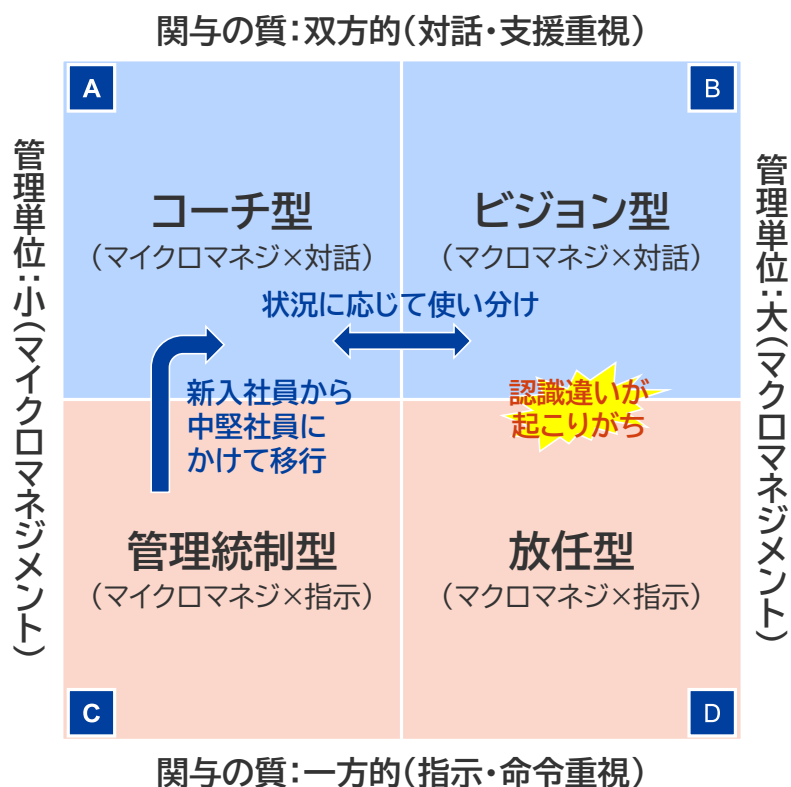 関与の質：双方的（対話・支援重視）
A
B
管理単位：小（マイクロマネジメント）
管理単位：大（マクロマネジメント）
コーチ型
（マイクロマネジ×対話）
ビジョン型
（マクロマネジ×対話）
状況に応じて使い分け
新入社員から
中堅社員に
かけて移行
認識違いが
起こりがち
管理統制型
（マイクロマネジ×指示）
放任型
（マクロマネジ×指示）
C
D
関与の質：一方的（指示・命令重視）